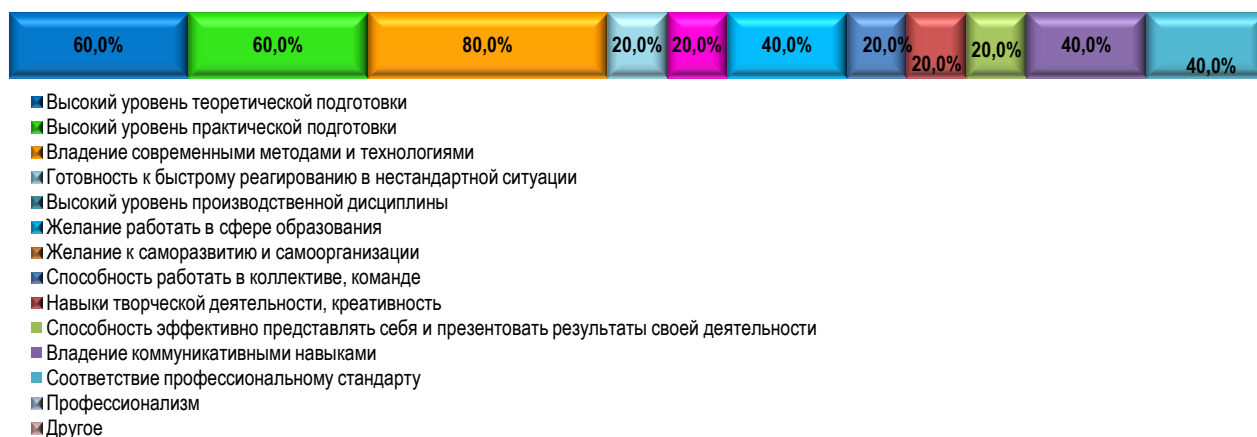 60,0% 60,0% 80,0% 20,0% 20,0% 40,0% 20,0% 20,0% 20,0% 40,0% 40,0%
Высокий уровень теоретической подготовки
Высокий уровень практической подготовки
Владение современными методами и технологиями
Готовность к быстрому реагированию в нестандартной ситуации
Высокий уровень производственной дисциплины
Желание работать в сфере образования
Желание к саморазвитию и самоорганизации
Способность работать в коллективе, команде
Навыки творческой деятельности, креативность
Способность эффективно представлять себя и презентовать результаты своей деятельности
Владение коммуникативными навыками
Соответствие профессиональному стандарту
Профессионализм
Другое